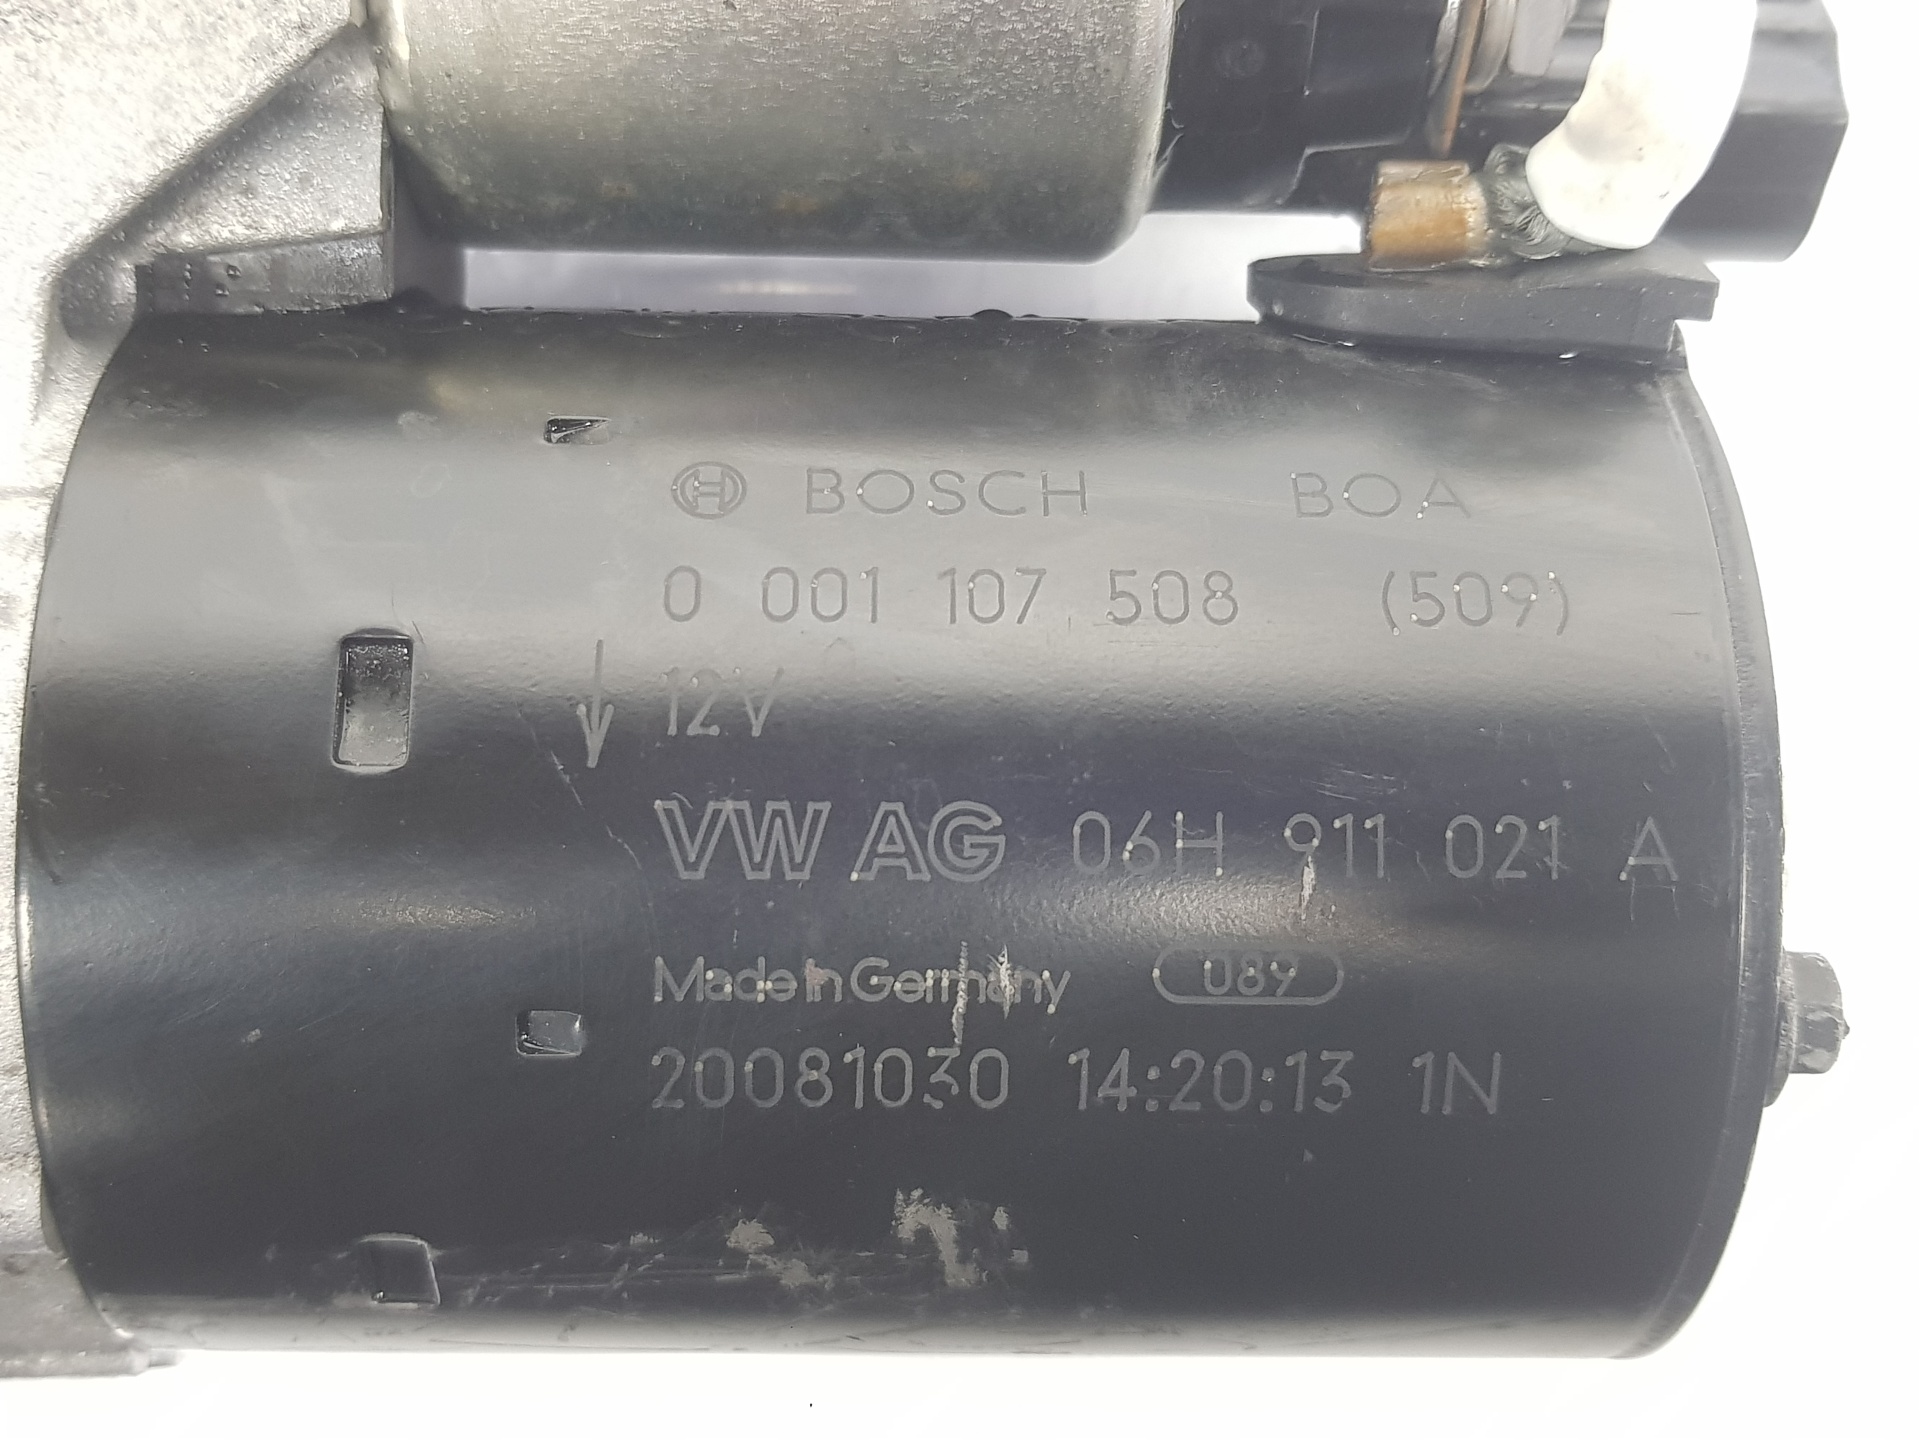 BOSCH BOA
0 001 107 508 (509)
12V
VW AG 06H 911 021 A
Made in Germany 089
20081030 14:20:13 1N